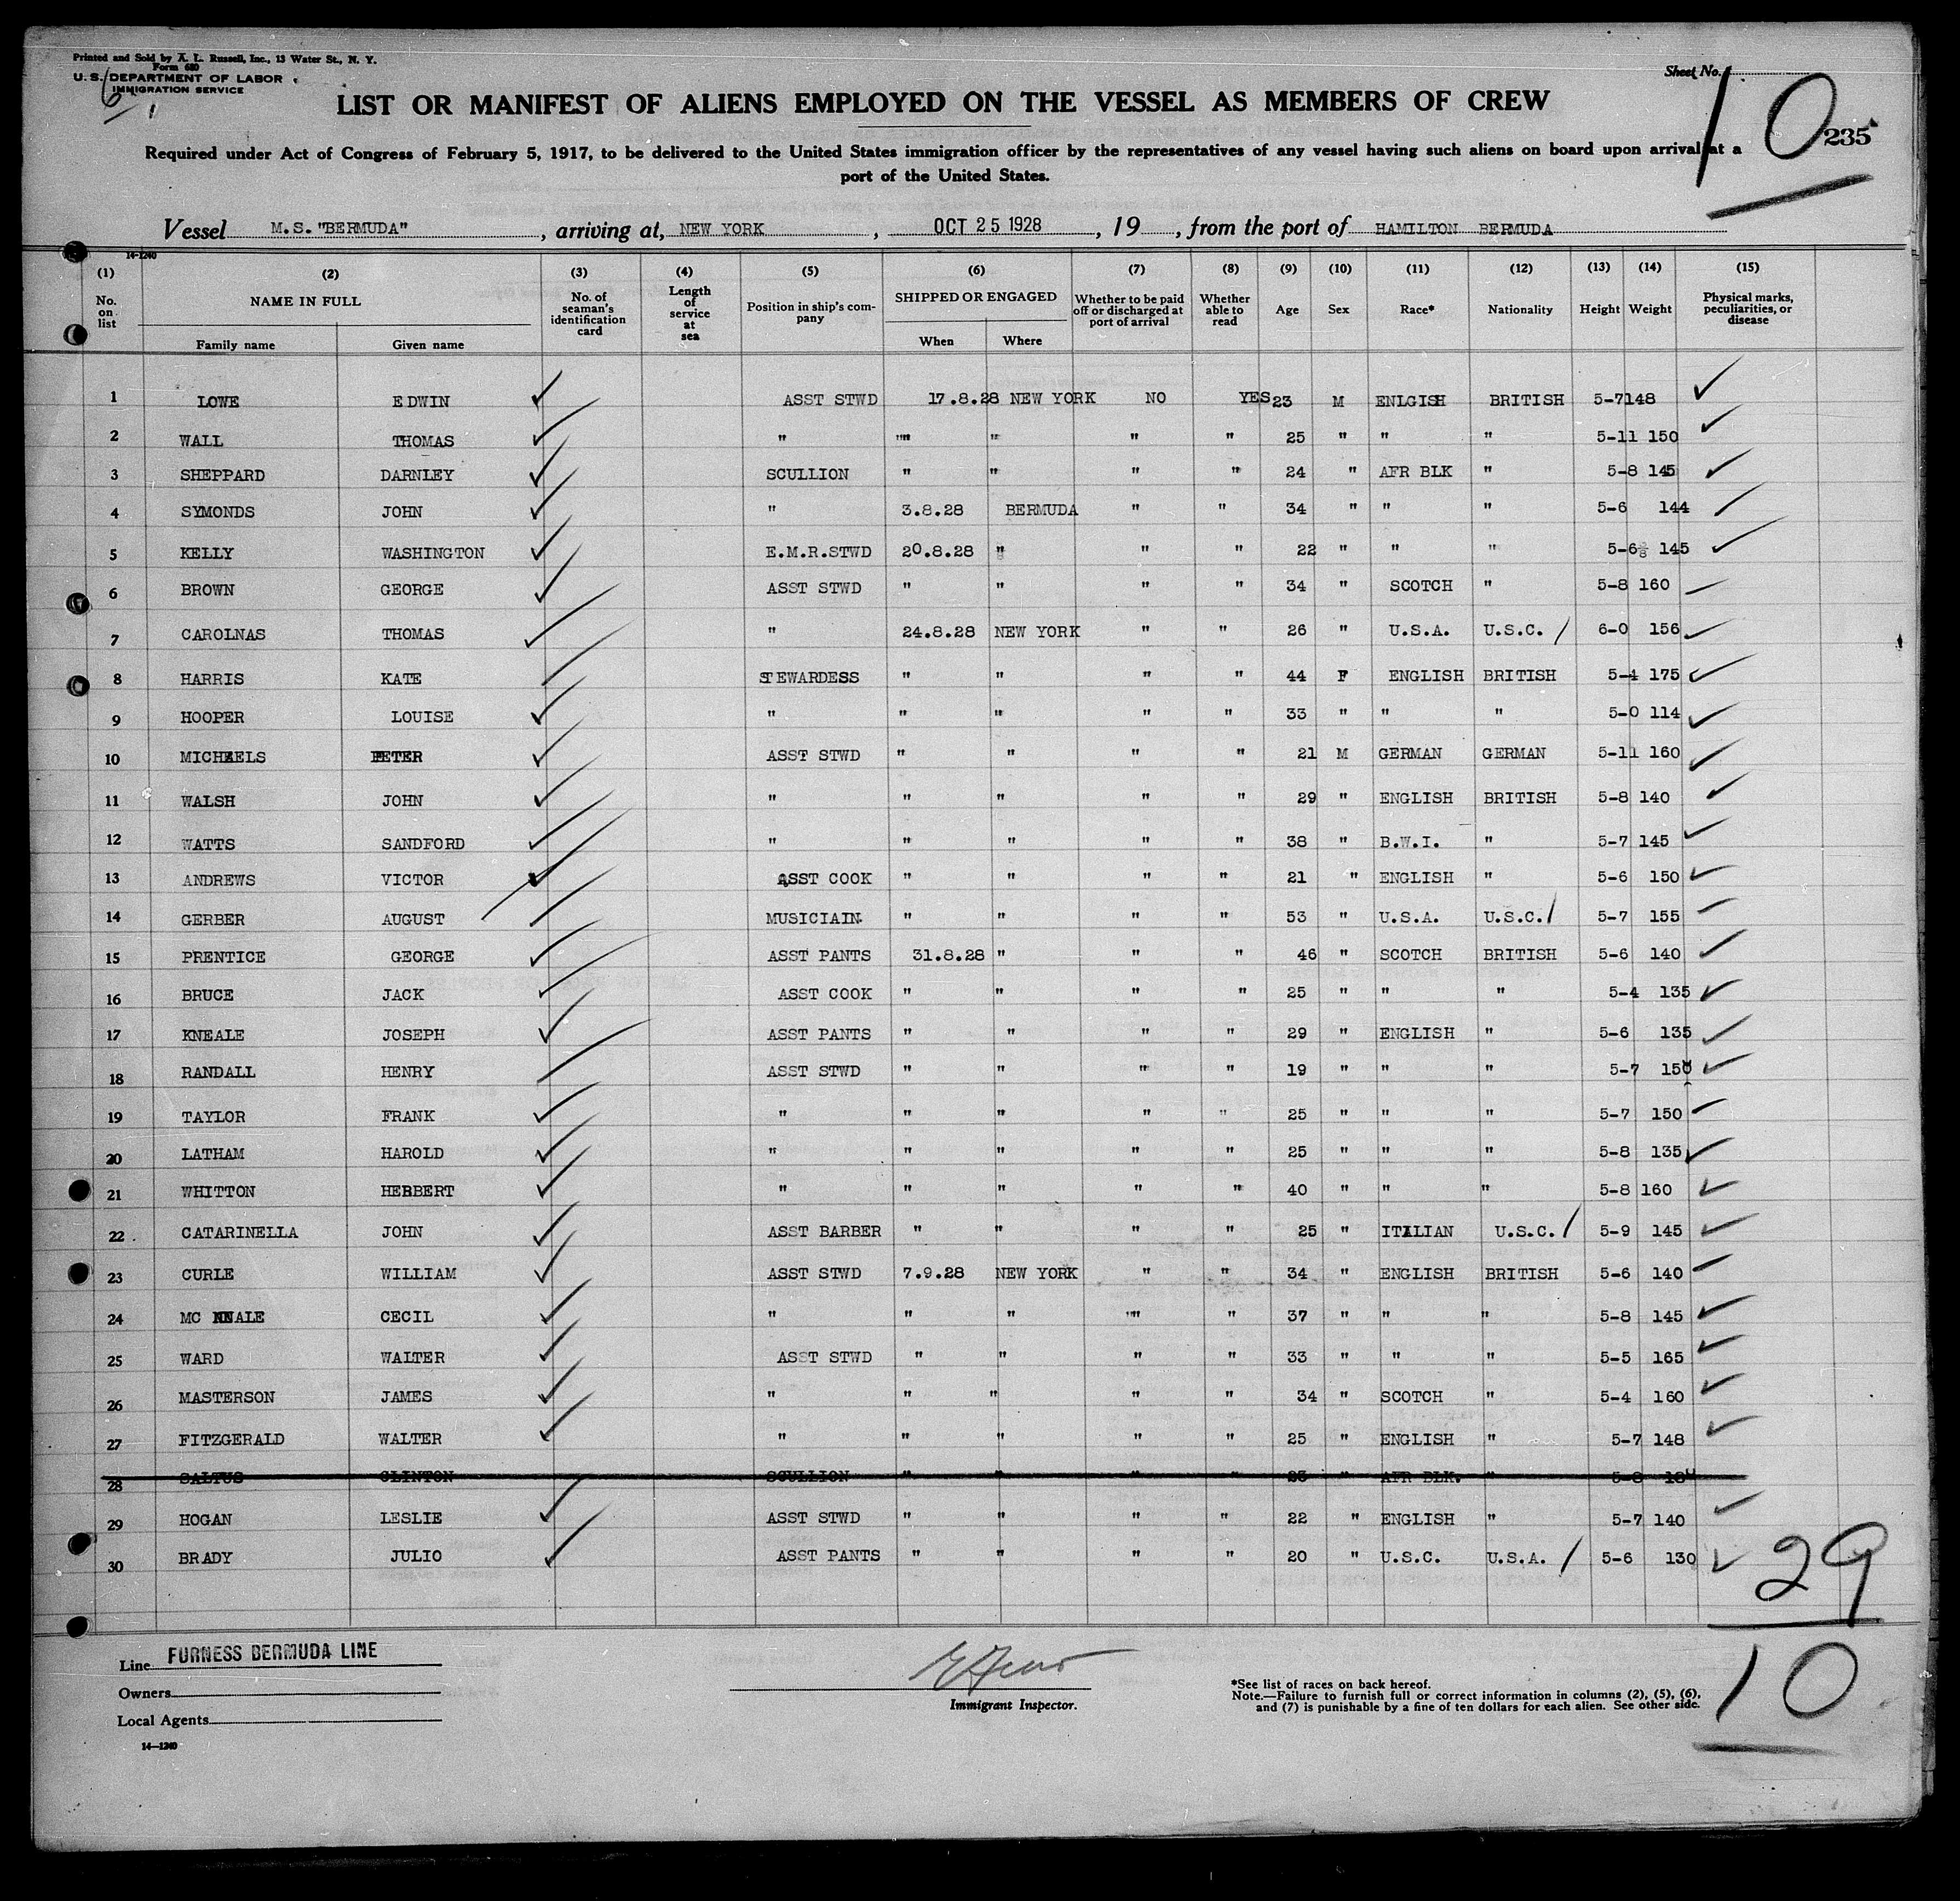 Printed and Sold by A. L. Russell, Inc., 13 Water St., N. Y.
Form 680
U. S. DEPARTMENT OF LABOR
IMMIGRATION SERVICE
Sheet No. 10
235
LIST OR MANIFEST OF ALIENS EMPLOYED ON THE VESSEL AS MEMBERS OF CREW
Required under Act of Congress of February 5, 1917, to be delivered to the United States immigration officer by the representatives of any vessel having such aliens on board upon arrival at a
port of the United States.
Vessel M.S."BERMUDA", arriving at, NEW YORK, OCT 25 1928, 19 , from the port of HAMILTON BERMUDA
14-1240
(1) (2) (3) (4) (5) (6) (7) (8) (9) (10) (11) (12) (13) (14) (15)
No. on list NAME IN FULL Family name Given name No. of seaman's identification card Length of service at sea Position in ship's company SHIPPED OR ENGAGED When Where Whether to be paid off or discharged at port of arrival Whether able to read Age Sex Race* Nationality Height Weight Physical marks, peculiarities, or disease
1 LOWE EDWIN ASST STWD 17.8.28 NEW YORK NO YES 23 M ENLGISH BRITISH 5-7 148
2 WALL THOMAS " "" " " " 25 " " " 5-11 150
3 SHEPPARD DARNLEY SCULLION " " " " 24 " AFR BLK " 5-8 145
4 SYMONDS JOHN " 3.8.28 BERMUDA " " 34 " " " 5-6 144
5 KELLY WASHINGTON E.M.R.STWD 20.8.28 " " " 22 " " " 5-6 145
6 BROWN GEORGE ASST STWD " " " " 34 " SCOTCH " 5-8 160
7 CAROLNAS THOMAS " 24.8.28 NEW YORK " " 26 " U.S.A. U.S.C. / 6-0 156
8 HARRIS KATE STEWARDESS " " " " 44 F ENGLISH BRITISH 5-4 175
9 HOOPER LOUISE " " " " " 33 " " " 5-0 114
10 MICHAELS PETER ASST STWD " " " " 21 M GERMAN GERMAN 5-11 160
11 WALSH JOHN " " " " " 29 " ENGLISH BRITISH 5-8 140
12 WATTS SANDFORD " " " " " 38 " B.W.I. " 5-7 145
13 ANDREWS VICTOR ASST COOK " " " " 21 " ENGLISH " 5-6 150
14 GERBER AUGUST MUSICIAIN " " " " 53 " U.S.A. U.S.C./ 5-7 155
15 PRENTICE GEORGE ASST PANTS 31.8.28 " " " 46 " SCOTCH BRITISH 5-6 140
16 BRUCE JACK ASST COOK " " " " 25 " " " 5-4 135
17 KNEALE JOSEPH ASST PANTS " " " " 29 " ENGLISH " 5-6 135
18 RANDALL HENRY ASST STWD " " " " 19 " " " 5-7 150
19 TAYLOR FRANK " " " " " 25 " " " 5-7 150
20 LATHAM HAROLD " " " " " 25 " " " 5-8 135
21 WHITTON HERBERT " " " " " 40 " " " 5-8 160
22 CATARINELLA JOHN ASST BARBER " " " " 25 " ITALIAN U.S.C. / 5-9 145
23 CURLE WILLIAM ASST STWD 7.9.28 NEW YORK " " 34 " ENGLISH BRITISH 5-6 140
24 MC NEALE CECIL " " " "" " 37 " " " 5-8 145
25 WARD WALTER ASST STWD " " " " 33 " " " 5-5 165
26 MASTERSON JAMES " " " " " 34 " SCOTCH " 5-4 160
27 FITZGERALD WALTER " " " " " 25 " ENGLISH " 5-7 148
28 SALTUS CLINTON SCULLION " " " " 23 " AFR BLK. " 5-8
29 HOGAN LESLIE ASST STWD " " " " 22 " ENGLISH " 5-7 140
30 BRADY JULIO ASST PANTS " " " " 20 " U.S.C. U.S.A. / 5-6 130
29
10
Line FURNESS BERMUDA LINE
Owners
Local Agents
14—1240
Immigrant Inspector.
*See list of races on back hereof.
Note.—Failure to furnish full or correct information in columns (2), (5), (6),
and (7) is punishable by a fine of ten dollars for each alien. See other side.